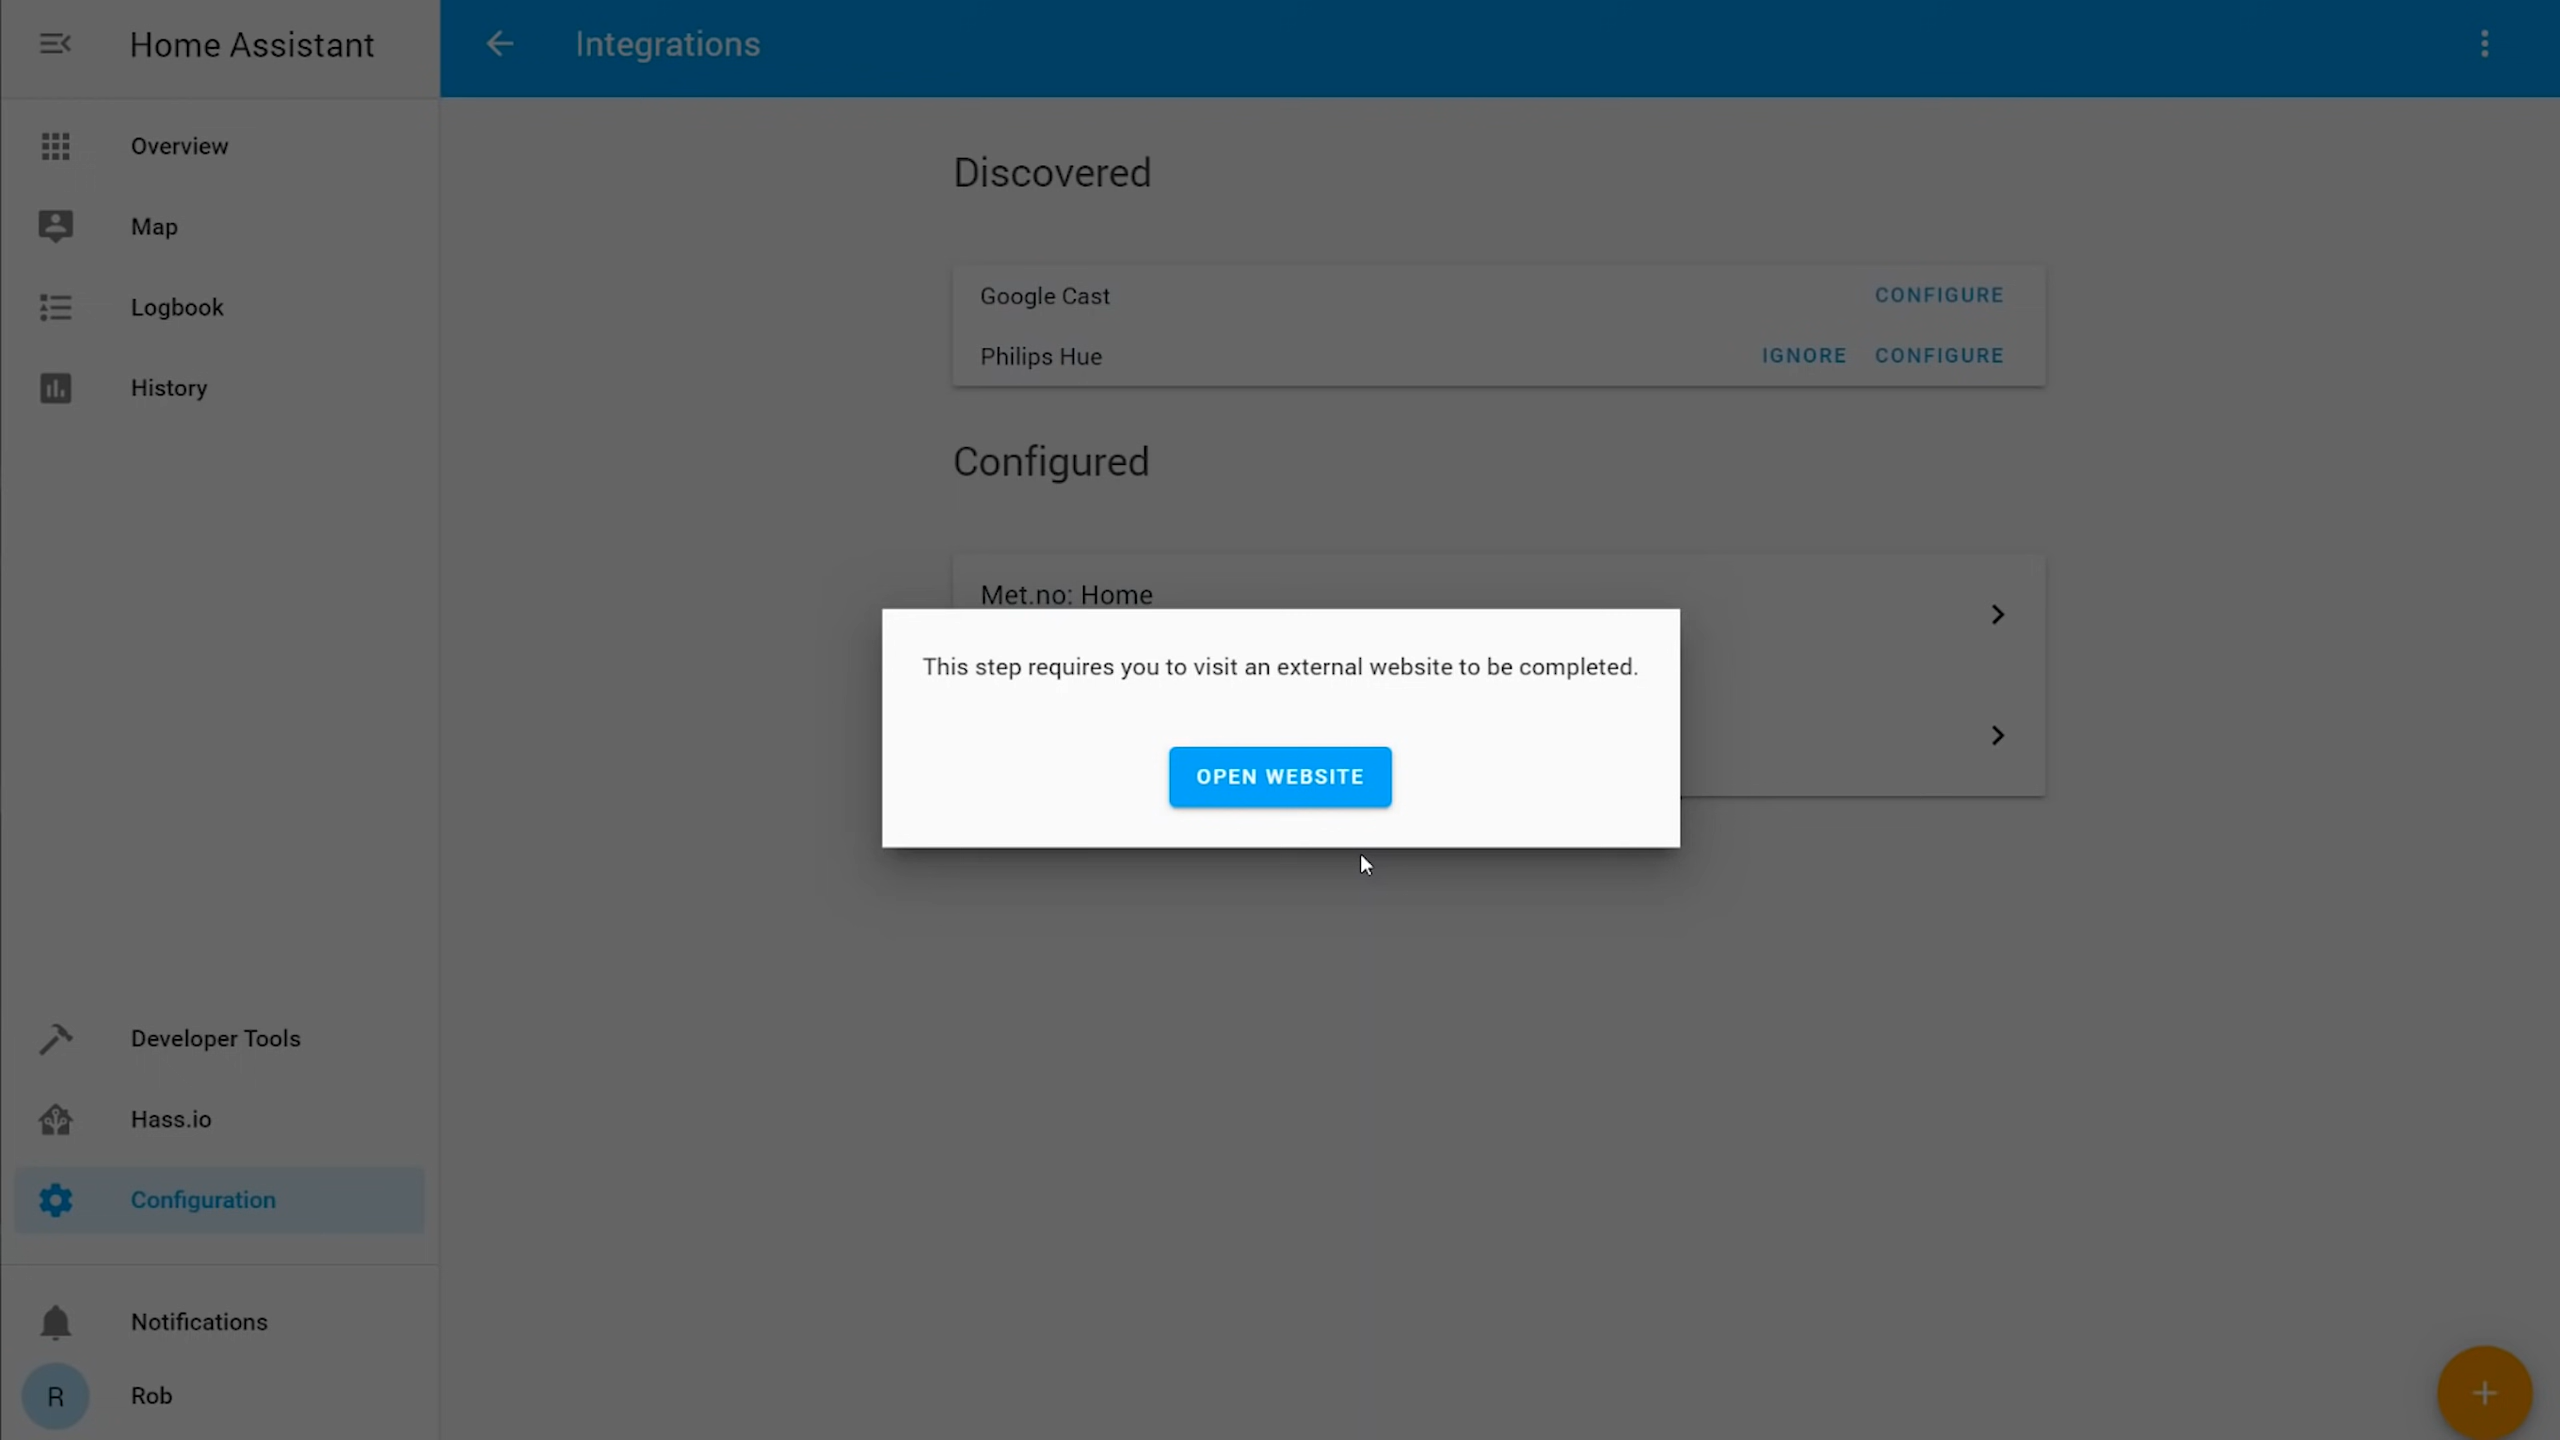 Home Assistant
Integrations
Overview
Map
Logbook
History
Discovered
Google Cast
CONFIGURE
Philips Hue
IGNORE
CONFIGURE
Configured
Met.no: Home
This step requires you to visit an external website to be completed.
OPEN WEBSITE
Developer Tools
Hass.io
Configuration
Notifications
R
Rob